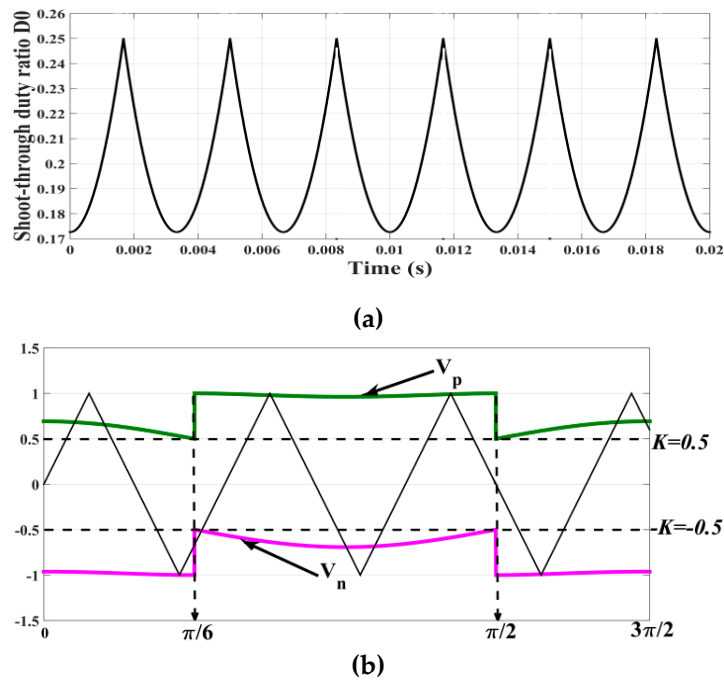 Shoot-through duty ratio D0
0.26
0.25
0.24
0.23
0.22
0.21
0.2
0.19
0.18
0.17
0 0.002 0.004 0.006 0.008 0.01 0.012 0.014 0.016 0.018 0.02
Time (s)
(a)
1.5
1
0.5
0
-0.5
-1
-1.5
V_p
K=0.5
-K=-0.5
V_n
0 π/6 π/2 3π/2
(b)